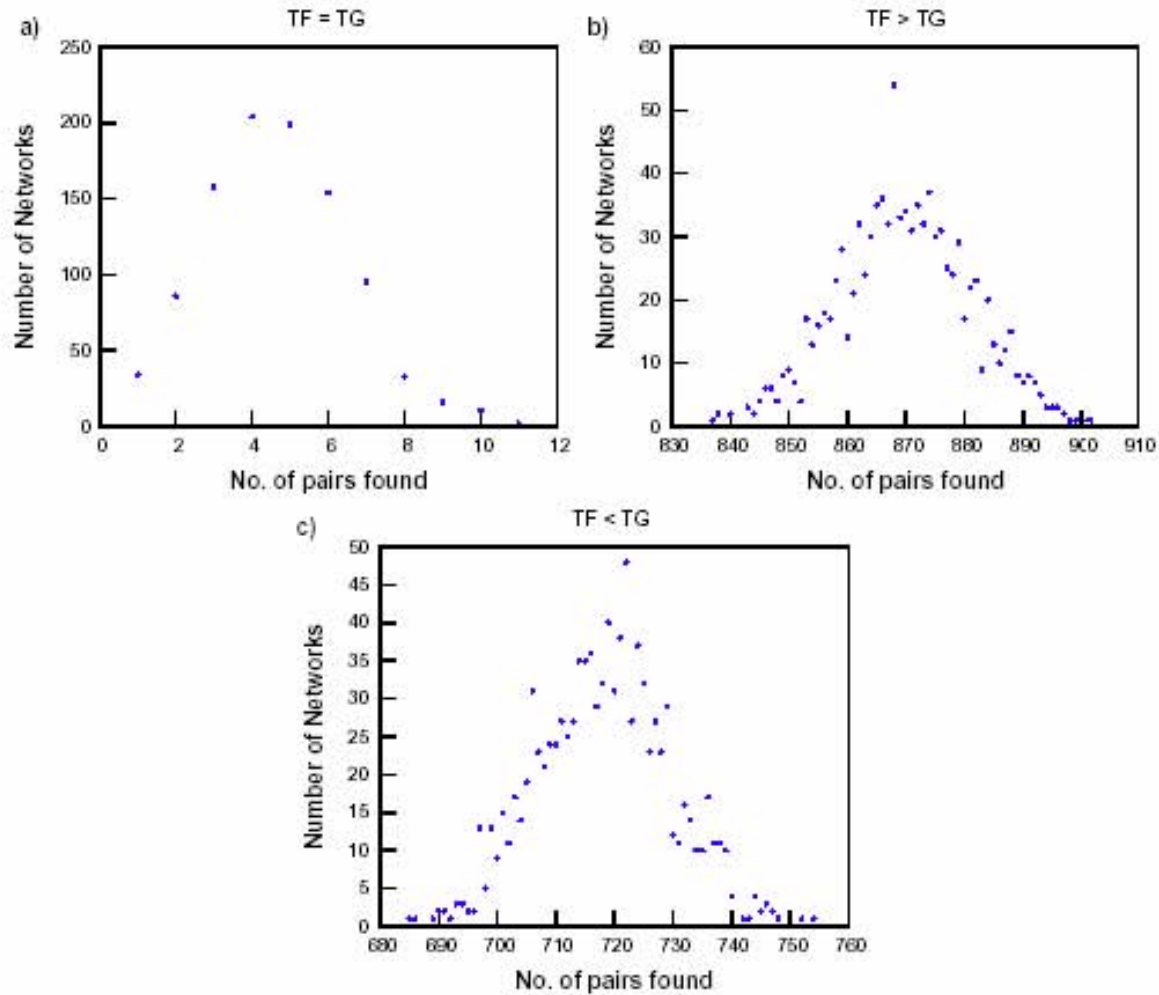 a)
TF = TG
250
200
150
100
50
0
0 2 4 6 8 10 12
Number of Networks
No. of pairs found
b)
TF > TG
60
50
40
30
20
10
0
830 840 850 860 870 880 890 900 910
Number of Networks
No. of pairs found
c)
TF < TG
50
45
40
35
30
25
20
15
10
5
0
680 690 700 710 720 730 740 750 760
Number of Networks
No. of pairs found